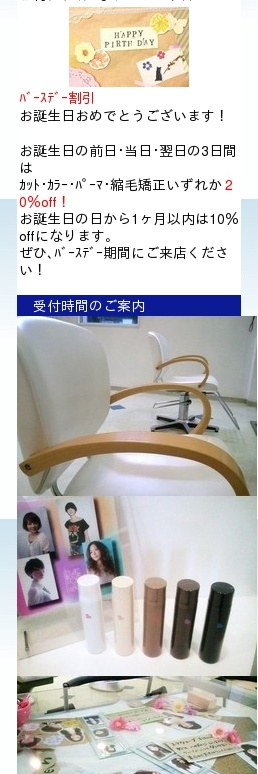 HAPPY
BIRTH DAY
ﾊﾞｰｽﾃﾞｰ割引
お誕生日おめでとうございます！
お誕生日の前日･当日･翌日の3日間
は
ｶｯﾄ･ｶﾗｰ･ﾊﾟｰﾏ･縮毛矯正いずれか２
０％off！
お誕生日の日から1ヶ月以内は10％
offになります。
ぜひ､ﾊﾞｰｽﾃﾞｰ期間にご来店くださ
い！
受付時間のご案内